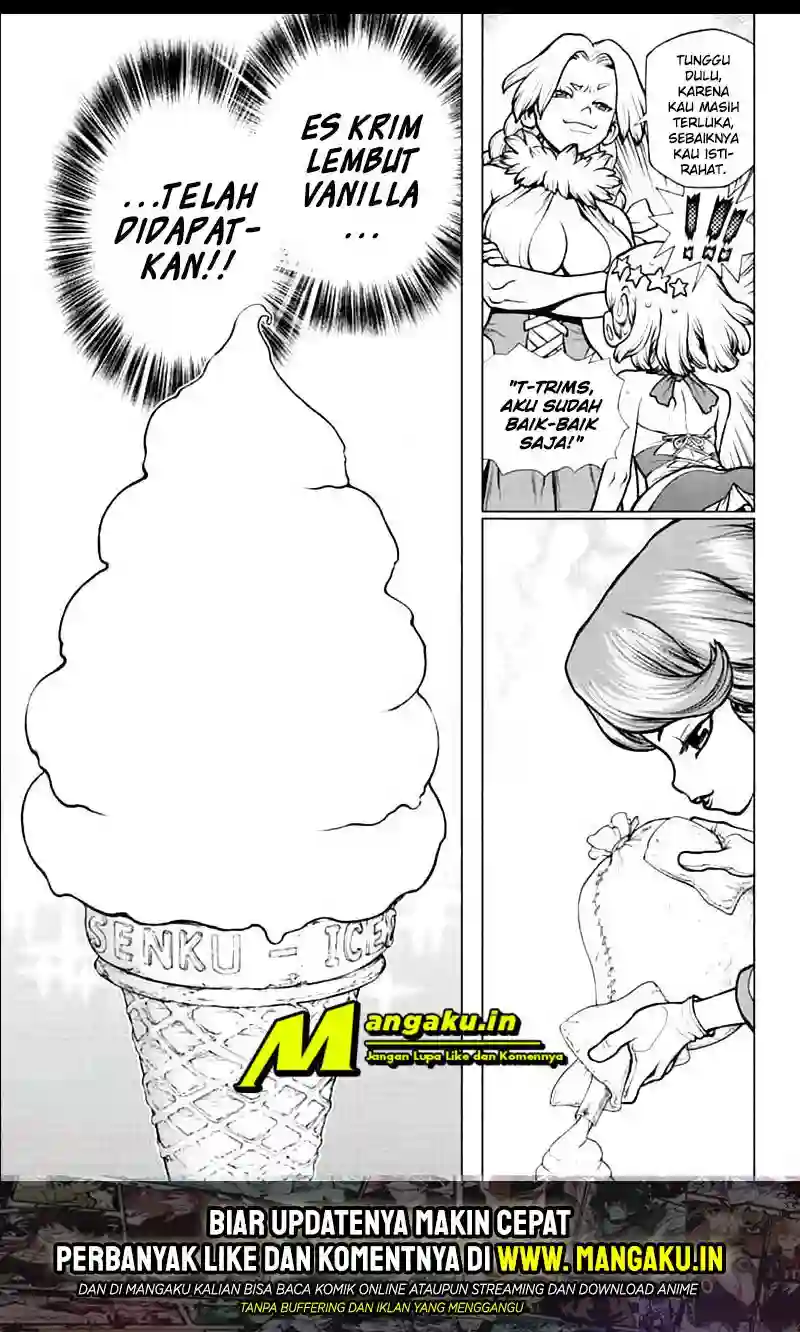 TUNGGU
DULU,
KARENA
KAU MASIH
TERLUKA,
SEBAIKNYA
KAU ISTI-
RAHAT.
!!!
"T-TRIMS,
AKU SUDAH
BAIK-BAIK
SAJA!"
ES KRIM
LEMBUT
VANILLA
...
...TELAH
DIDAPAT-
KAN!!
SENKU - ICE
Mangaku.in
Jangan Lupa Like dan Komennya
BIAR UPDATENYA MAKIN CEPAT
PERBANYAK LIKE DAN KOMENTNYA DI WWW. MANGAKU.IN
DAN DI MANGAKU KALIAN BISA BACA KOMIK ONLINE ATAUPUN STREAMING DAN DOWNLOAD ANIME
TANPA BUFFERING DAN IKLAN YANG MENGGANGU